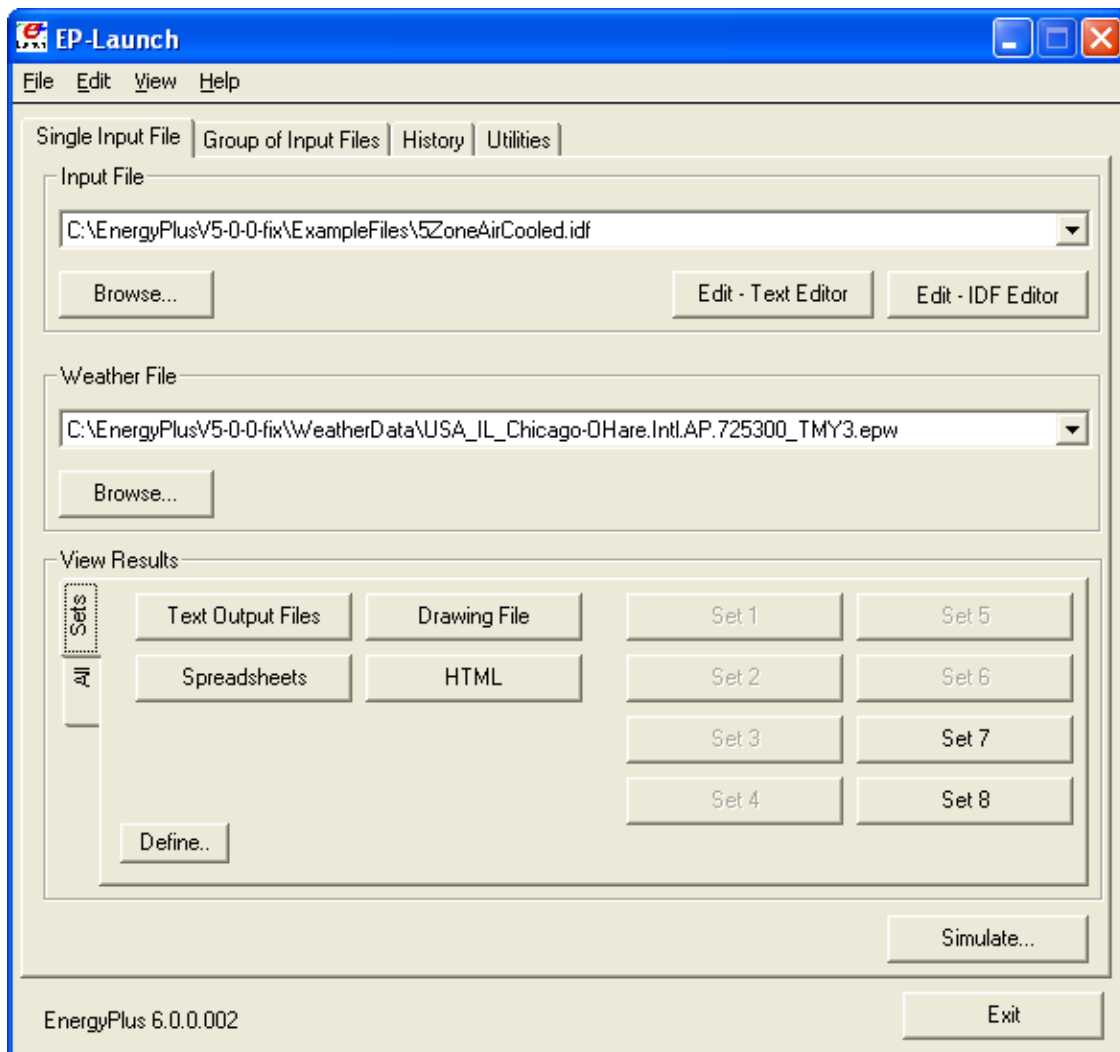 EP-Launch
File Edit View Help
Single Input File Group of Input Files History Utilities
Input File
C:\EnergyPlusV5-0-0-fix\ExampleFiles\5ZoneAirCooled.idf
Browse... Edit - Text Editor Edit - IDF Editor
Weather File
C:\EnergyPlusV5-0-0-fix\WeatherData\USA_IL_Chicago-OHare.Intl.AP.725300_TMY3.epw
Browse...
View Results
Sets
All
Text Output Files Drawing File Set 1 Set 5
Spreadsheets HTML Set 2 Set 6
Set 3 Set 7
Set 4 Set 8
Define..
Simulate...
EnergyPlus 6.0.0.002 Exit